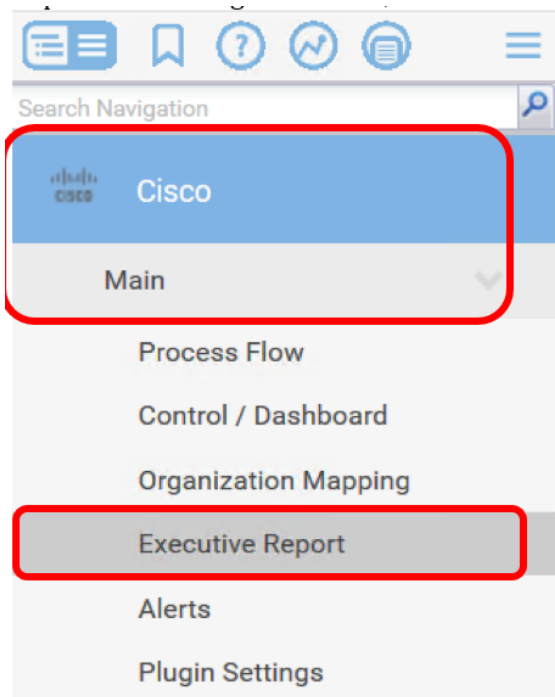 ?
Search Navigation
CISCO Cisco
Main
Process Flow
Control / Dashboard
Organization Mapping
Executive Report
Alerts
Plugin Settings